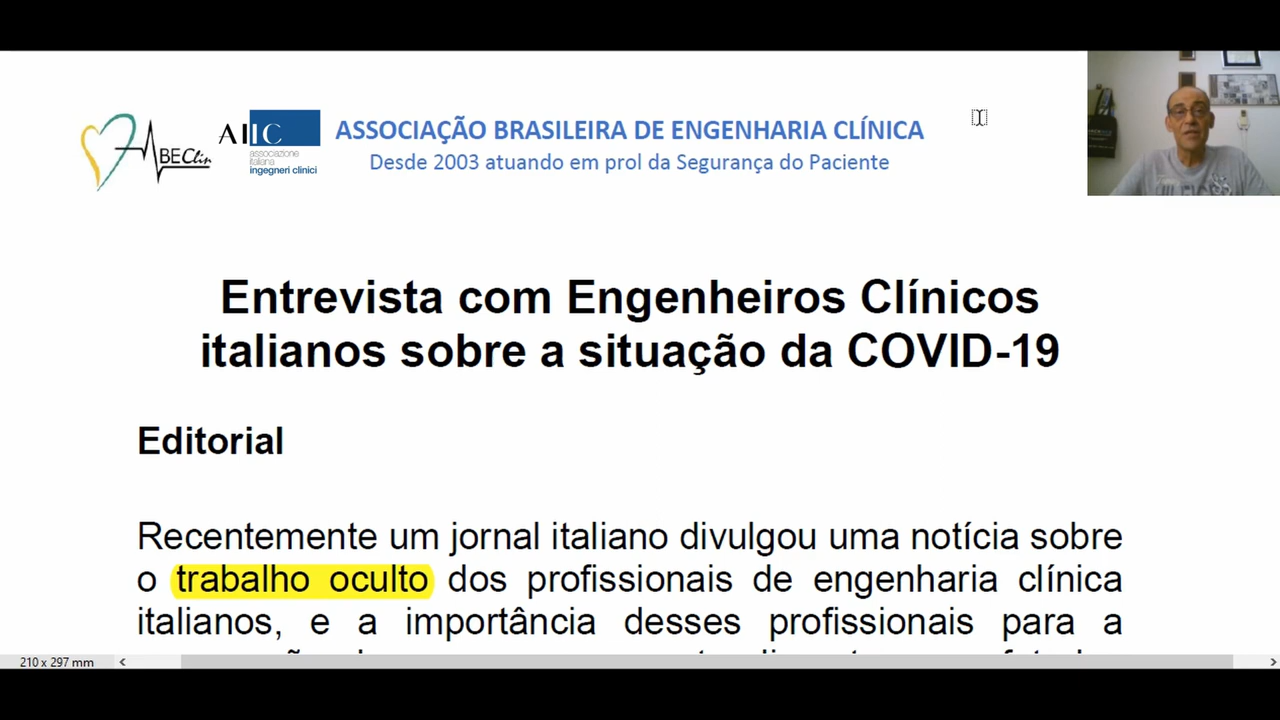 ABEClin
AIIC
associazione
italiana
ingegneri clinici
ASSOCIAÇÃO BRASILEIRA DE ENGENHARIA CLÍNICA
Desde 2003 atuando em prol da Segurança do Paciente
Entrevista com Engenheiros Clínicos
italianos sobre a situação da COVID-19
Editorial
Recentemente um jornal italiano divulgou uma notícia sobre
o trabalho oculto dos profissionais de engenharia clínica
italianos, e a importância desses profissionais para a
210 x 297 mm